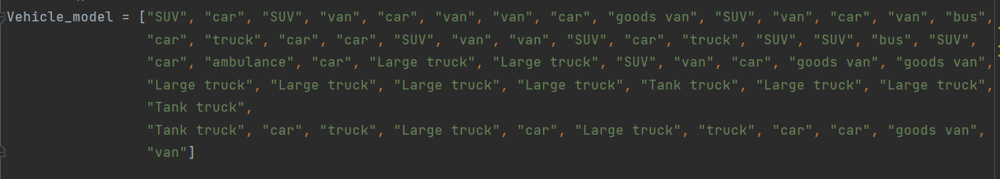 Vehicle_model = ["SUV", "car", "SUV", "van", "car", "van", "van", "car", "goods van", "SUV", "van", "car", "van", "bus",
"car", "truck", "car", "car", "SUV", "van", "van", "SUV", "car", "truck", "SUV", "SUV", "bus", "SUV",
"car", "ambulance", "car", "Large truck", "Large truck", "SUV", "van", "car", "goods van", "goods van",
"Large truck", "Large truck", "Large truck", "Large truck", "Tank truck", "Large truck", "Large truck",
"Tank truck",
"Tank truck", "car", "truck", "Large truck", "car", "Large truck", "truck", "car", "car", "goods van",
"van"]